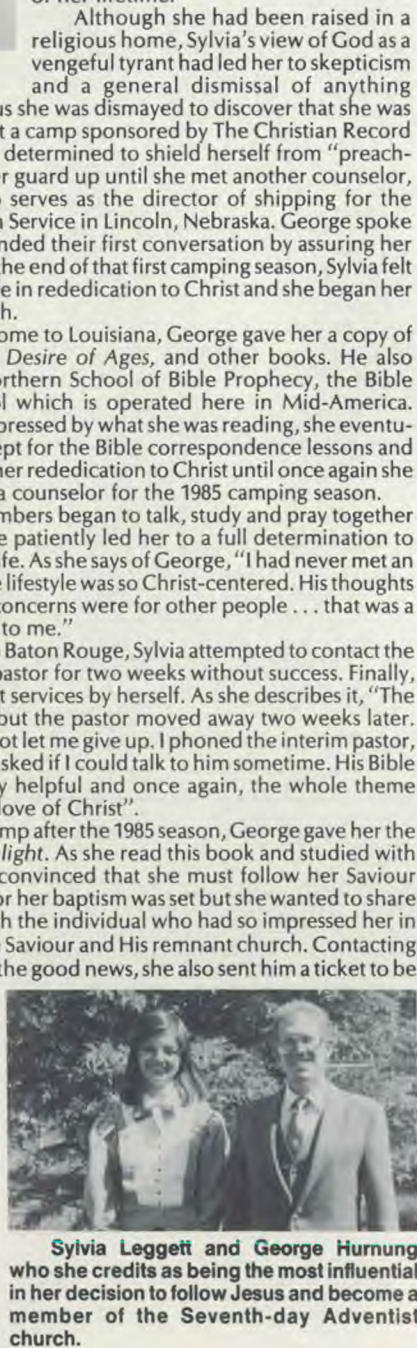 Although she had been raised in a
religious home, Sylvia's view of God as a
vengeful tyrant had led her to skepticism
and a general dismissal of anything
us she was dismayed to discover that she was
t a camp sponsored by The Christian Record
determined to shield herself from "preach-
r guard up until she met another counselor,
serves as the director of shipping for the
n Service in Lincoln, Nebraska. George spoke
nded their first conversation by assuring her
the end of that first camping season, Sylvia felt
e in rededication to Christ and she began her
h.
ome to Louisiana, George gave her a copy of
Desire of Ages, and other books. He also
orthern School of Bible Prophecy, the Bible
l which is operated here in Mid-America.
pressed by what she was reading, she eventu-
ept for the Bible correspondence lessons and
her rededication to Christ until once again she
a counselor for the 1985 camping season.
mbers began to talk, study and pray together
e patiently led her to a full determination to
ife. As she says of George, "I had never met an
e lifestyle was so Christ-centered. His thoughts
concerns were for other people . . . that was a
to me."
Baton Rouge, Sylvia attempted to contact the
pastor for two weeks without success. Finally,
t services by herself. As she describes it, "The
but the pastor moved away two weeks later.
ot let me give up. I phoned the interim pastor,
sked if I could talk to him sometime. His Bible
y helpful and once again, the whole theme
love of Christ".
mp after the 1985 season, George gave her the
light. As she read this book and studied with
convinced that she must follow her Saviour
or her baptism was set but she wanted to share
h the individual who had so impressed her in
e Saviour and His remnant church. Contacting
the good news, she also sent him a ticket to be
Sylvia Leggett and George Hurnung
who she credits as being the most influential
in her decision to follow Jesus and become a
member of the Seventh-day Adventist
church.